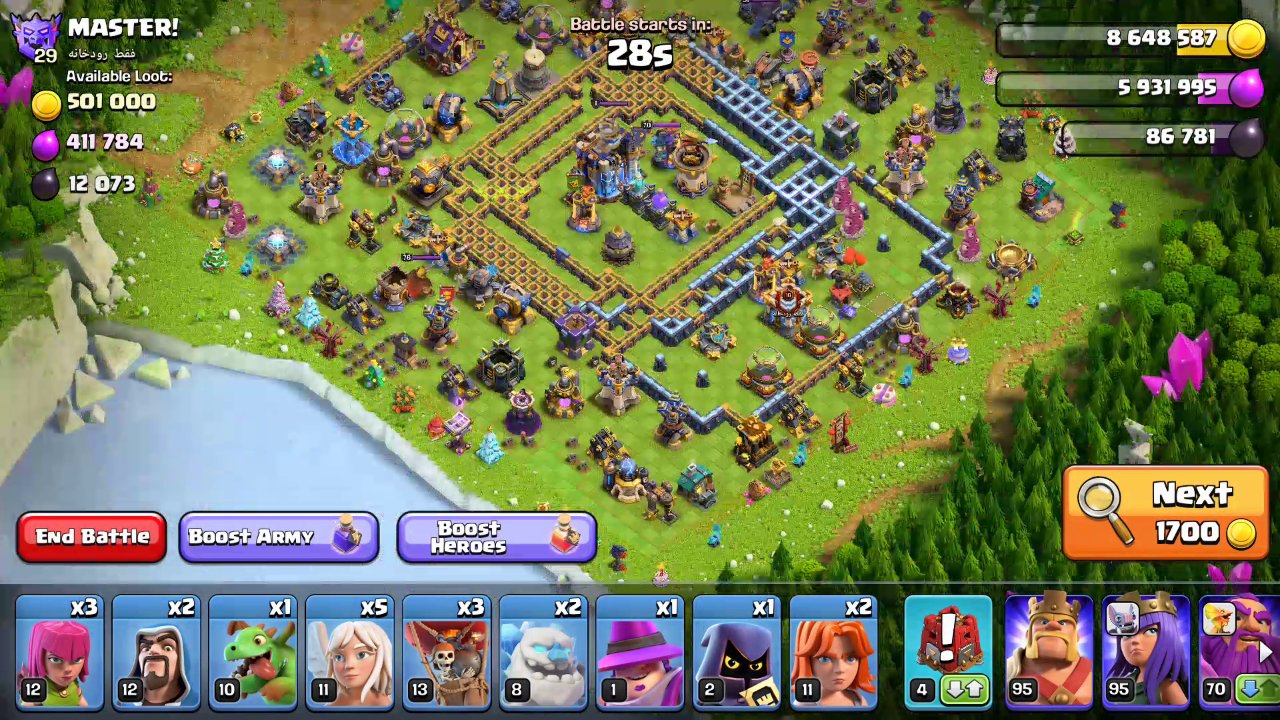 MASTER!
29
فقط رودخانه
Available Loot:
501 000
411 784
12 073
Battle starts in:
28s
8 648 587
5 931 995
86 781
70
76
End Battle
Boost Army
Boost
Heroes
Next
1700
x3
x2
x1
x5
x3
x2
x1
x1
x2
12
12
10
11
13
8
1
2
11
4
95
95
70